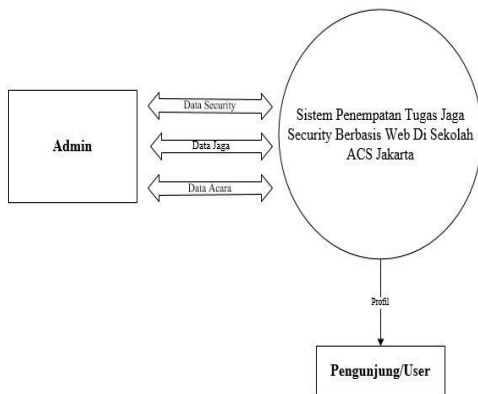 Admin
Data Security
Data Jaga
Data Acara
Sistem Penempatan Tugas Jaga
Security Berbasis Web Di Sekolah
ACS Jakarta
Profil
Pengunjung/User